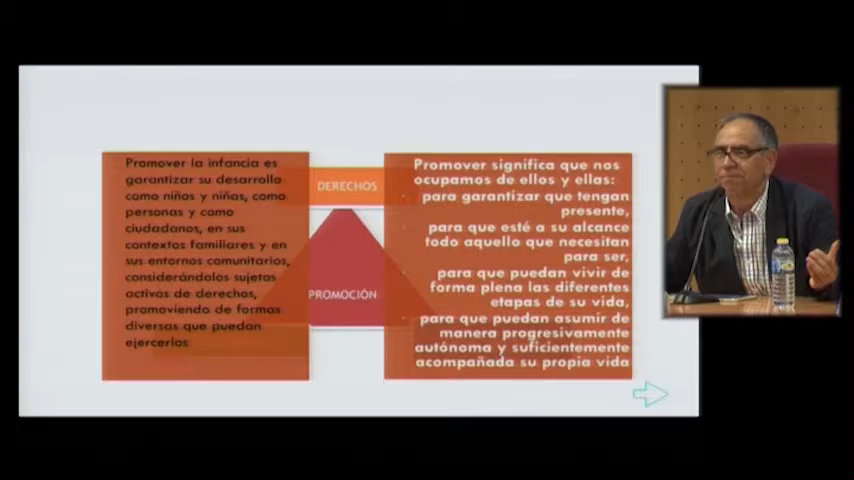 Promover la infancia es
garantizar su desarrollo
como niños y niñas, como
personas y como
ciudadanos, en sus
contextos familiares y en
sus entornos comunitarios,
considerándolos sujetos
activos de derechos,
promoviendo de formas
diversas que puedan
ejercerlos
DERECHOS
PROMOCIÓN
Promover significa que nos
ocupamos de ellos y ellas:
para garantizar que tengan
presente,
para que esté a su alcance
todo aquello que necesitan
para ser,
para que puedan vivir de
forma plena las diferentes
etapas de su vida,
para que puedan asumir de
manera progresivamente
autónoma y suficientemente
acompañada su propia vida